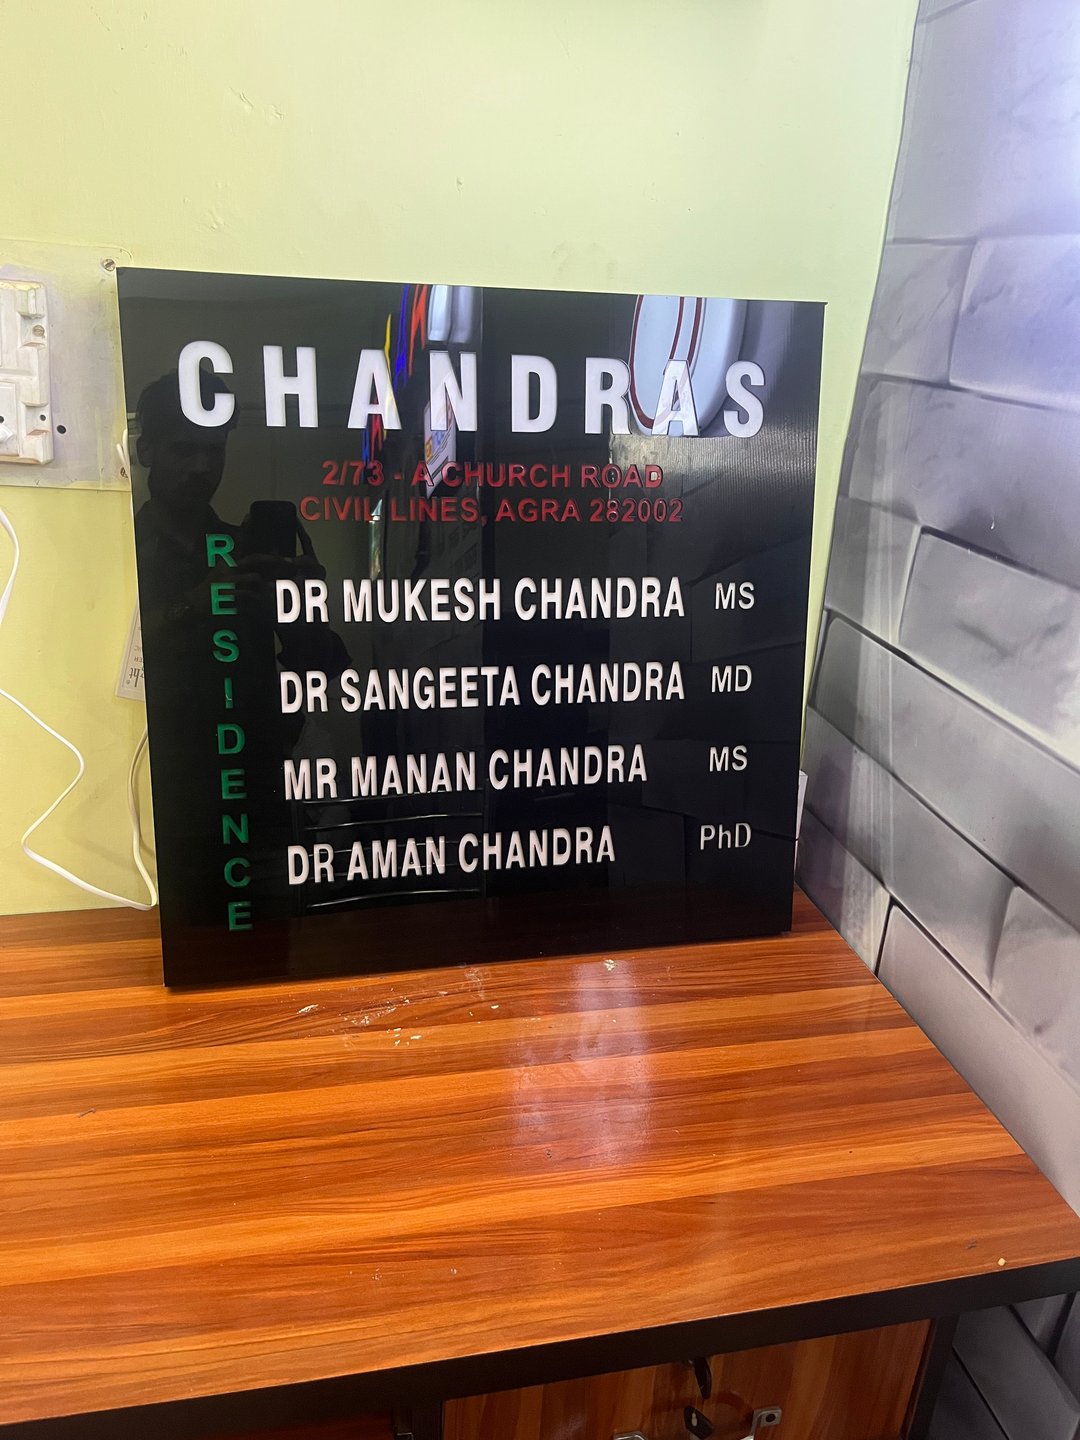 CHANDRAS
2/73 - A CHURCH ROAD
CIVIL LINES, AGRA 282002
RESIDENCE
DR MUKESH CHANDRA MS
DR SANGEETA CHANDRA MD
MR MANAN CHANDRA MS
DR AMAN CHANDRA PhD